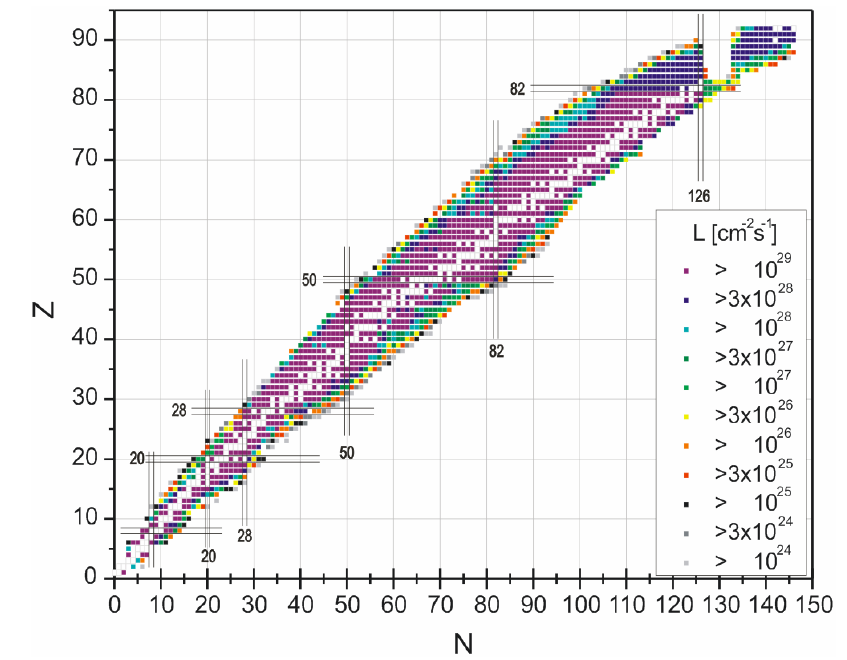 90
80
70
60
50
40
30
20
10
0
Z
0 10 20 30 40 50 60 70 80 90 100 110 120 130 140 150
N
82
126
50
82
28
50
20
28
20
L [cm⁻²s⁻¹]
> 10²⁹
>3x10²⁸
> 10²⁸
>3x10²⁷
> 10²⁷
>3x10²⁶
> 10²⁶
>3x10²⁵
> 10²⁵
>3x10²⁴
> 10²⁴